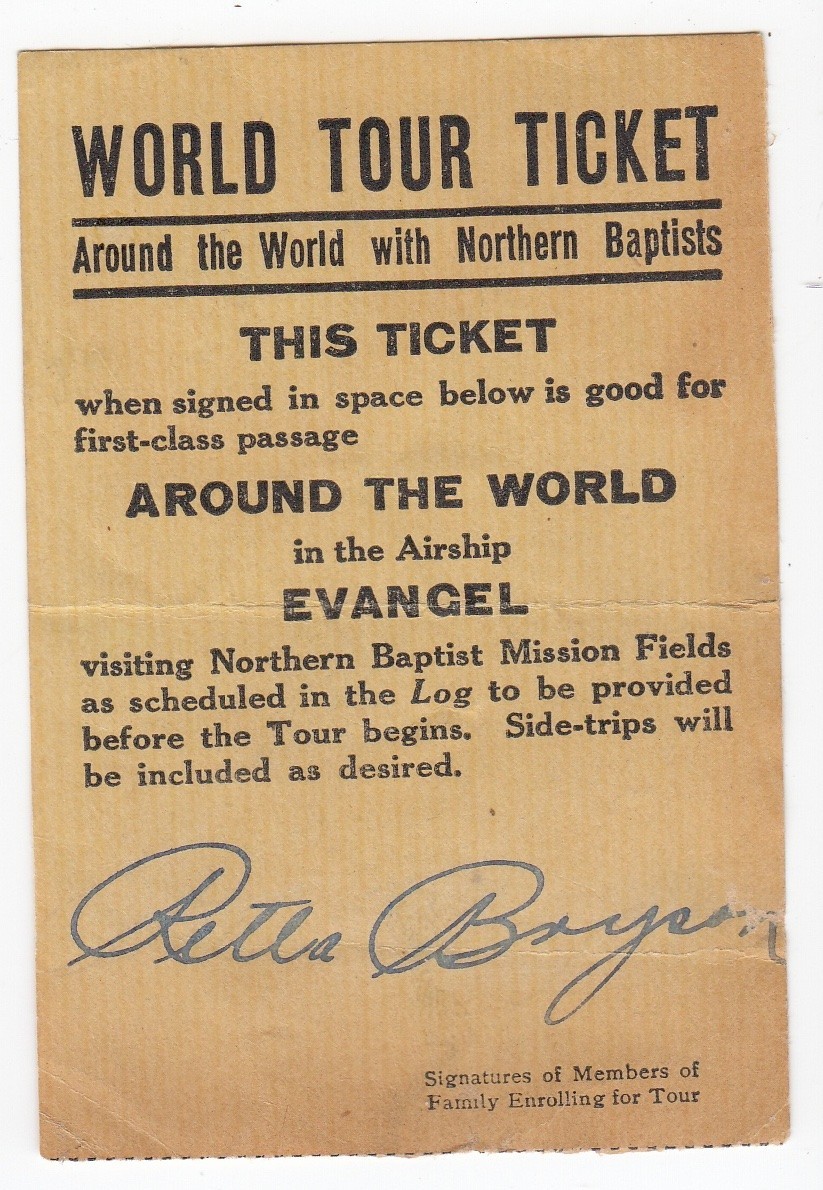 WORLD TOUR TICKET
Around the World with Northern Baptists
THIS TICKET
when signed in space below is good for
first-class passage
AROUND THE WORLD
in the Airship
EVANGEL
visiting Northern Baptist Mission Fields
as scheduled in the Log to be provided
before the Tour begins. Side-trips will
be included as desired.
Retta Bryson
Signatures of Members of
Family Enrolling for Tour